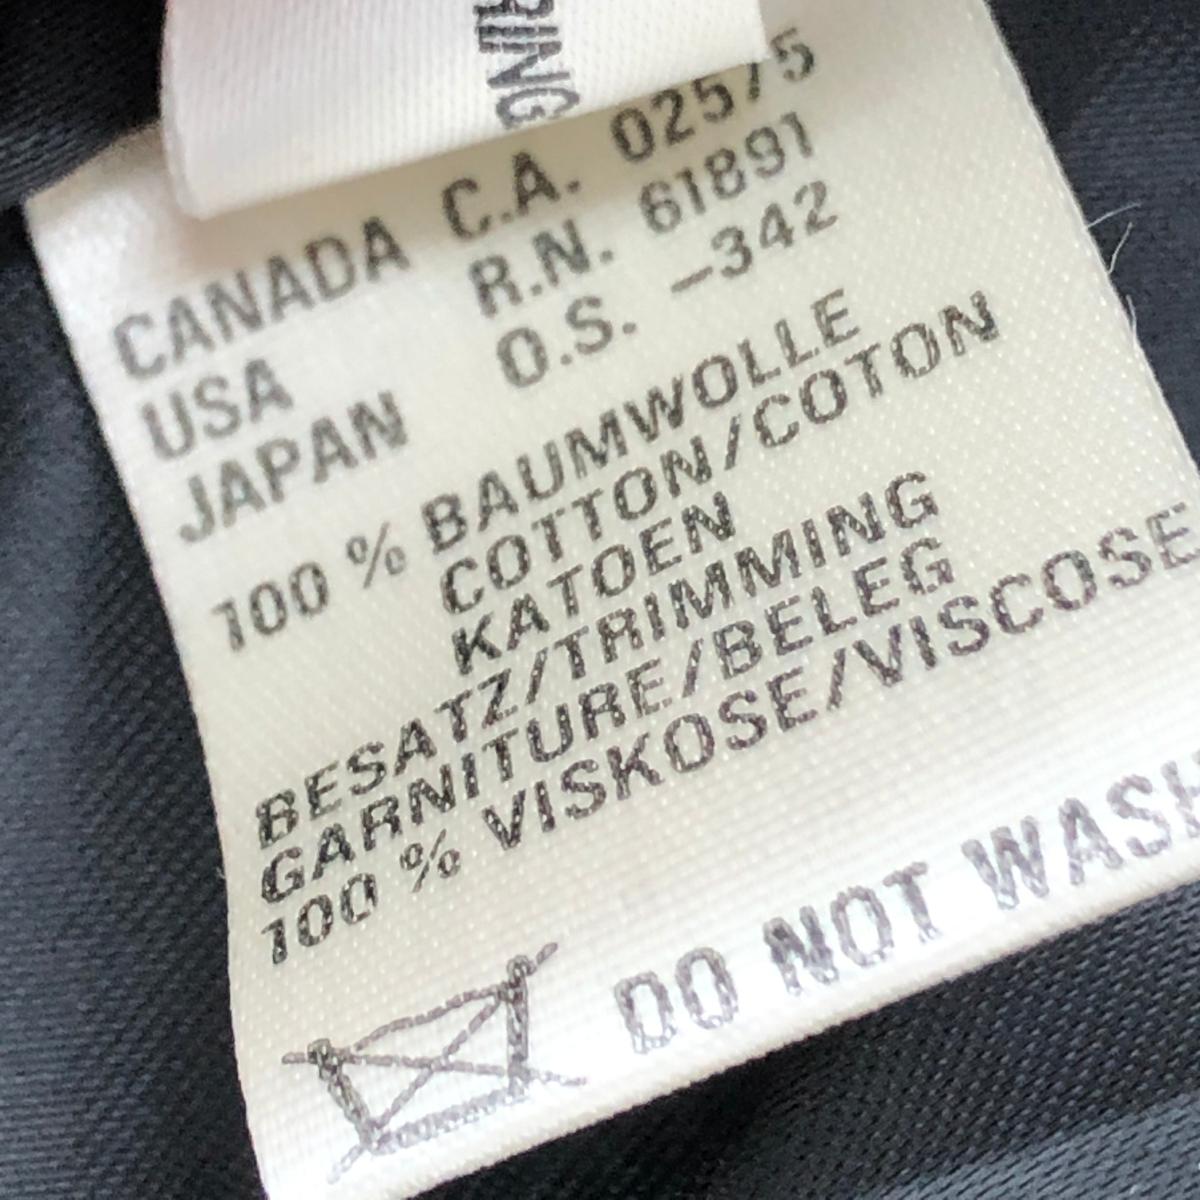 CANADA C.A. 02575
USA R.N. 61891
JAPAN O.S. -342
100 % BAUMWOLLE
COTTON/COTON
KATOEN
BESATZ/TRIMMING
GARNITURE/BELEG
100 % VISKOSE/VISCOSE
DO NOT WASH